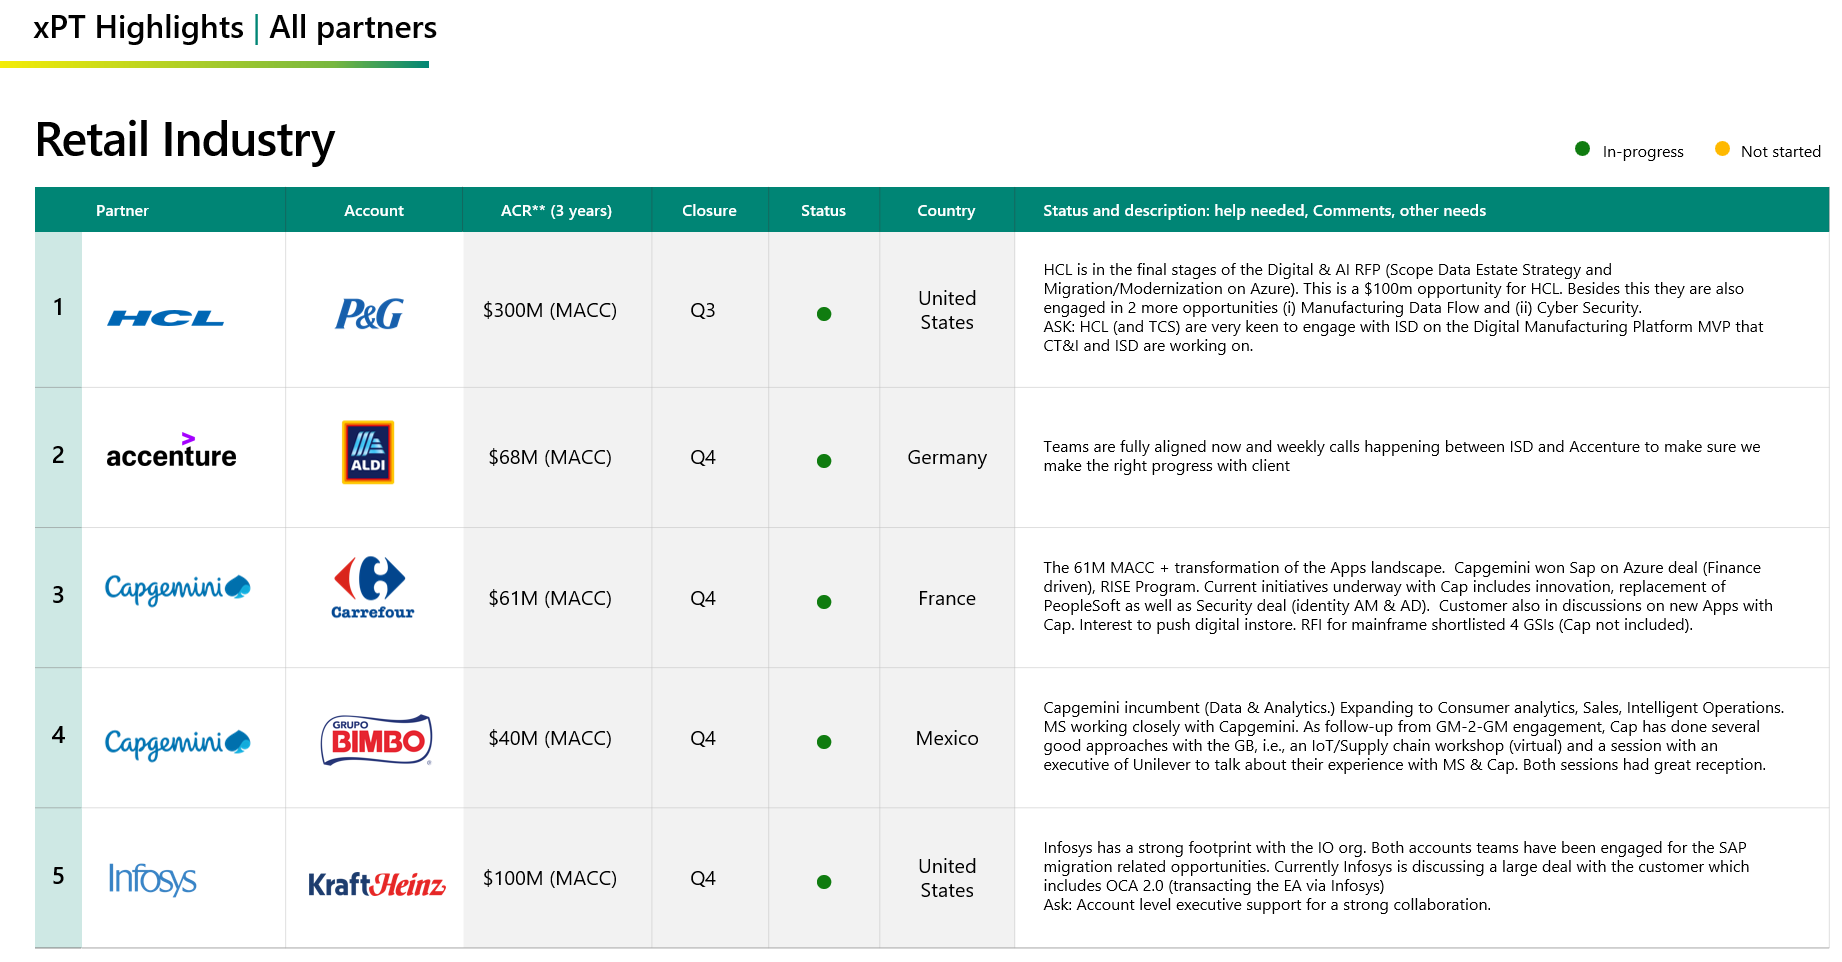 xPT Highlights | All partners
Retail Industry
In-progress
Not started
Partner
Account
ACR** (3 years)
Closure
Status
Country
Status and description: help needed, Comments, other needs
1
HCL
P&G
$300M (MACC)
Q3
United
States
HCL is in the final stages of the Digital & AI RFP (Scope Data Estate Strategy and
Migration/Modernization on Azure). This is a $100m opportunity for HCL. Besides this they are also
engaged in 2 more opportunities (i) Manufacturing Data Flow and (ii) Cyber Security.
ASK: HCL (and TCS) are very keen to engage with ISD on the Digital Manufacturing Platform MVP that
CT&I and ISD are working on.
2
accenture
ALDI
$68M (MACC)
Q4
Germany
Teams are fully aligned now and weekly calls happening between ISD and Accenture to make sure we
make the right progress with client
3
Capgemini
Carrefour
$61M (MACC)
Q4
France
The 61M MACC + transformation of the Apps landscape.  Capgemini won Sap on Azure deal (Finance
driven), RISE Program. Current initiatives underway with Cap includes innovation, replacement of
PeopleSoft as well as Security deal (identity AM & AD).  Customer also in discussions on new Apps with
Cap. Interest to push digital instore. RFI for mainframe shortlisted 4 GSIs (Cap not included).
4
Capgemini
GRUPO
BIMBO
$40M (MACC)
Q4
Mexico
Capgemini incumbent (Data & Analytics.) Expanding to Consumer analytics, Sales, Intelligent Operations.
MS working closely with Capgemini. As follow-up from GM-2-GM engagement, Cap has done several
good approaches with the GB, i.e., an IoT/Supply chain workshop (virtual) and a session with an
executive of Unilever to talk about their experience with MS & Cap. Both sessions had great reception.
5
Infosys
KraftHeinz
$100M (MACC)
Q4
United
States
Infosys has a strong footprint with the IO org. Both accounts teams have been engaged for the SAP
migration related opportunities. Currently Infosys is discussing a large deal with the customer which
includes OCA 2.0 (transacting the EA via Infosys)
Ask: Account level executive support for a strong collaboration.